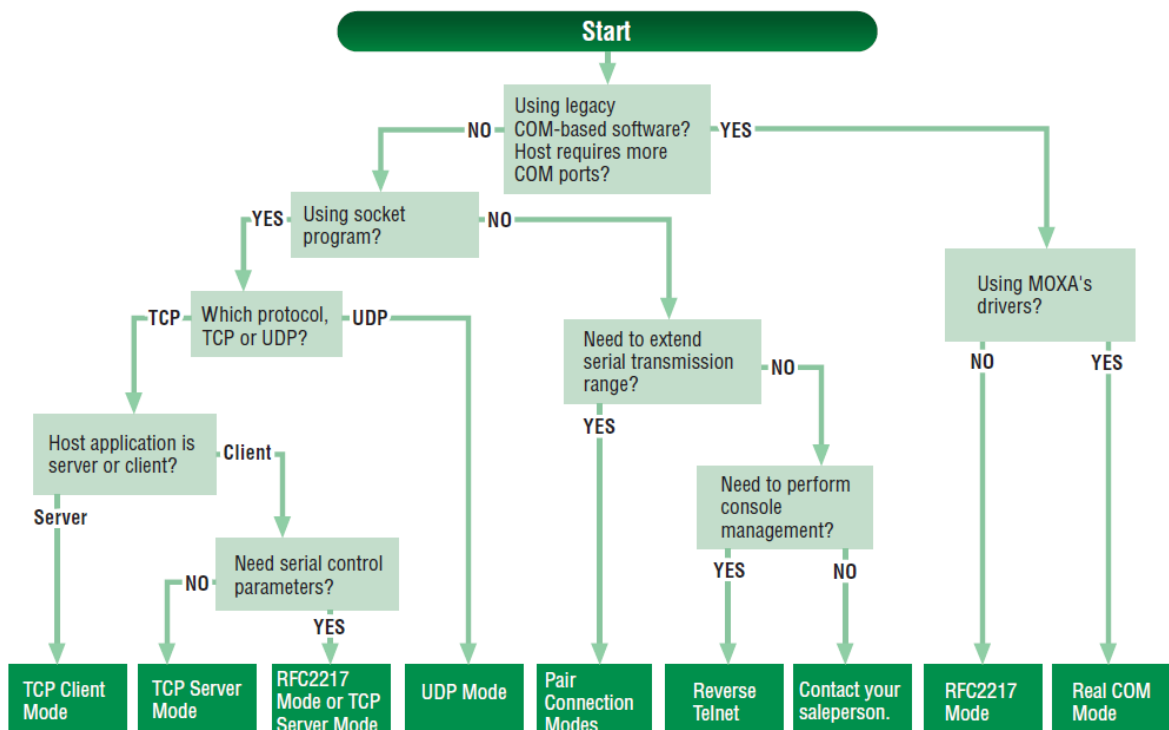 Start
Using legacy
COM-based software?
Host requires more
COM ports?
NO
YES
Using socket
program?
YES
NO
Using MOXA's
drivers?
Which protocol,
TCP or UDP?
TCP
UDP
Need to extend
serial transmission
range?
NO
NO
YES
YES
Host application is
server or client?
Client
Server
Need to perform
console
management?
Need serial control
parameters?
NO
YES
YES
NO
TCP Client
Mode
TCP Server
Mode
RFC2217
Mode or TCP
Server Mode
UDP Mode
Pair
Connection
Modes
Reverse
Telnet
Contact your
saleperson.
RFC2217
Mode
Real COM
Mode